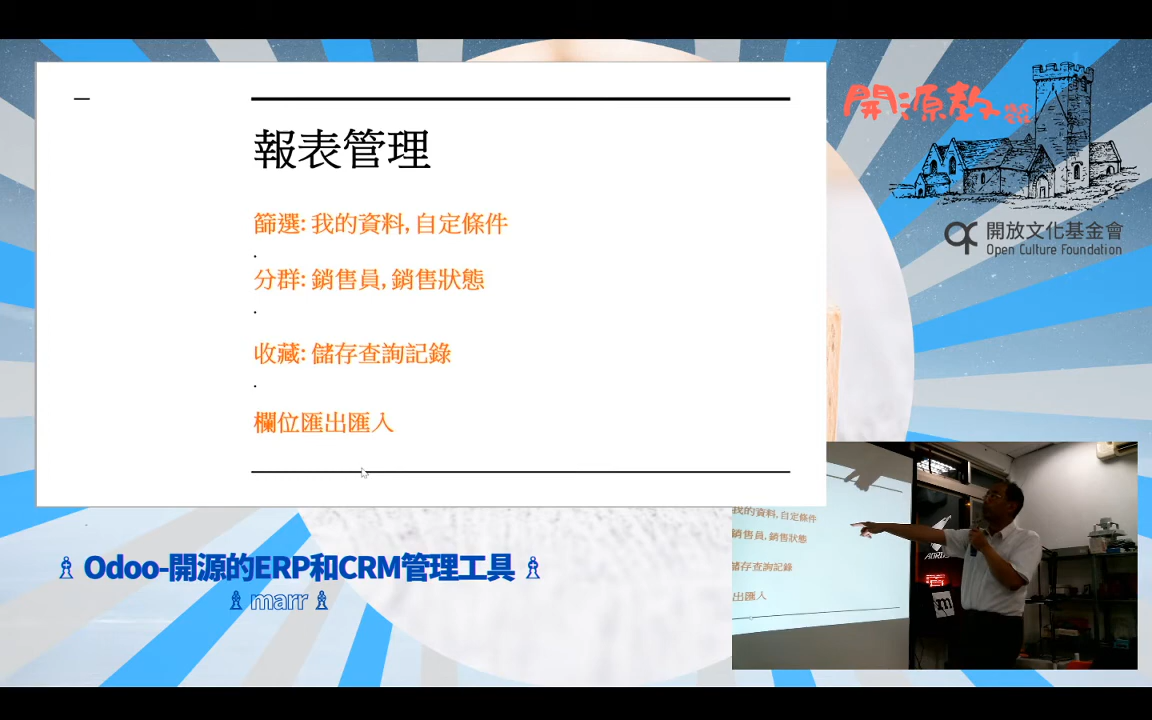 報表管理
篩選: 我的資料, 自定條件
分群: 銷售員, 銷售狀態
收藏: 儲存查詢記錄
欄位匯出匯入
開源教
開放文化基金會
Open Culture Foundation
我的資料, 自定條件
銷售員, 銷售狀態
儲存查詢記錄
出匯入
Odoo-開源的ERP和CRM管理工具
marr